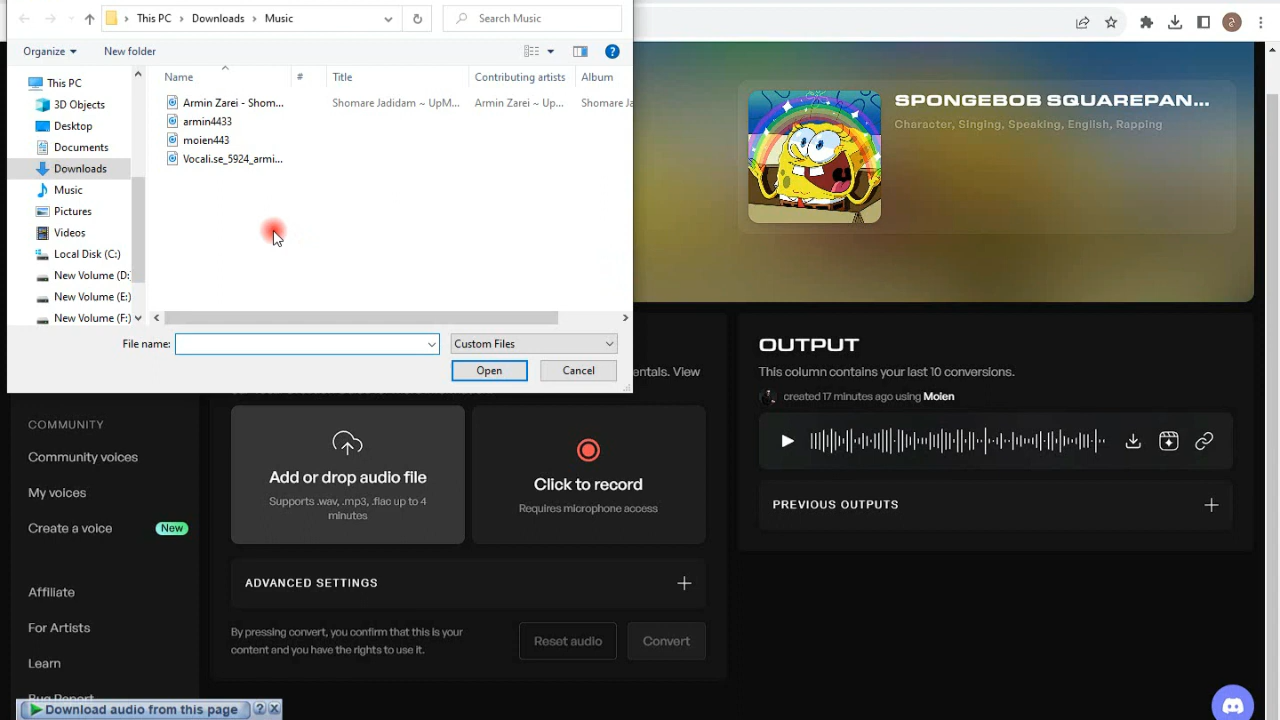 This PC > Downloads > Music
Search Music
Organize
New folder
Name
#
Title
Contributing artists
Album
This PC
3D Objects
Desktop
Documents
Downloads
Music
Pictures
Videos
Local Disk (C:)
New Volume (D:
New Volume (E:)
New Volume (F:)
Armin Zarei - Shom...
Shomare Jadidam ~ UpM...
Armin Zarei ~ Up...
Shomare Ja
armin4433
moien443
Vocali.se_5924_armi...
File name:
Custom Files
Open
Cancel
SPONGEBOB SQUAREPAN...
Character, Singing, Speaking, English, Rapping
entals. View
COMMUNITY
Community voices
My voices
Create a voice
New
Affiliate
For Artists
Learn
Bug Report
Add or drop audio file
Supports .wav, .mp3, .flac up to 4
minutes
Click to record
Requires microphone access
ADVANCED SETTINGS
By pressing convert, you confirm that this is your
content and you have the rights to use it.
Reset audio
Convert
OUTPUT
This column contains your last 10 conversions.
created 17 minutes ago using Moien
PREVIOUS OUTPUTS
Download audio from this page
? X